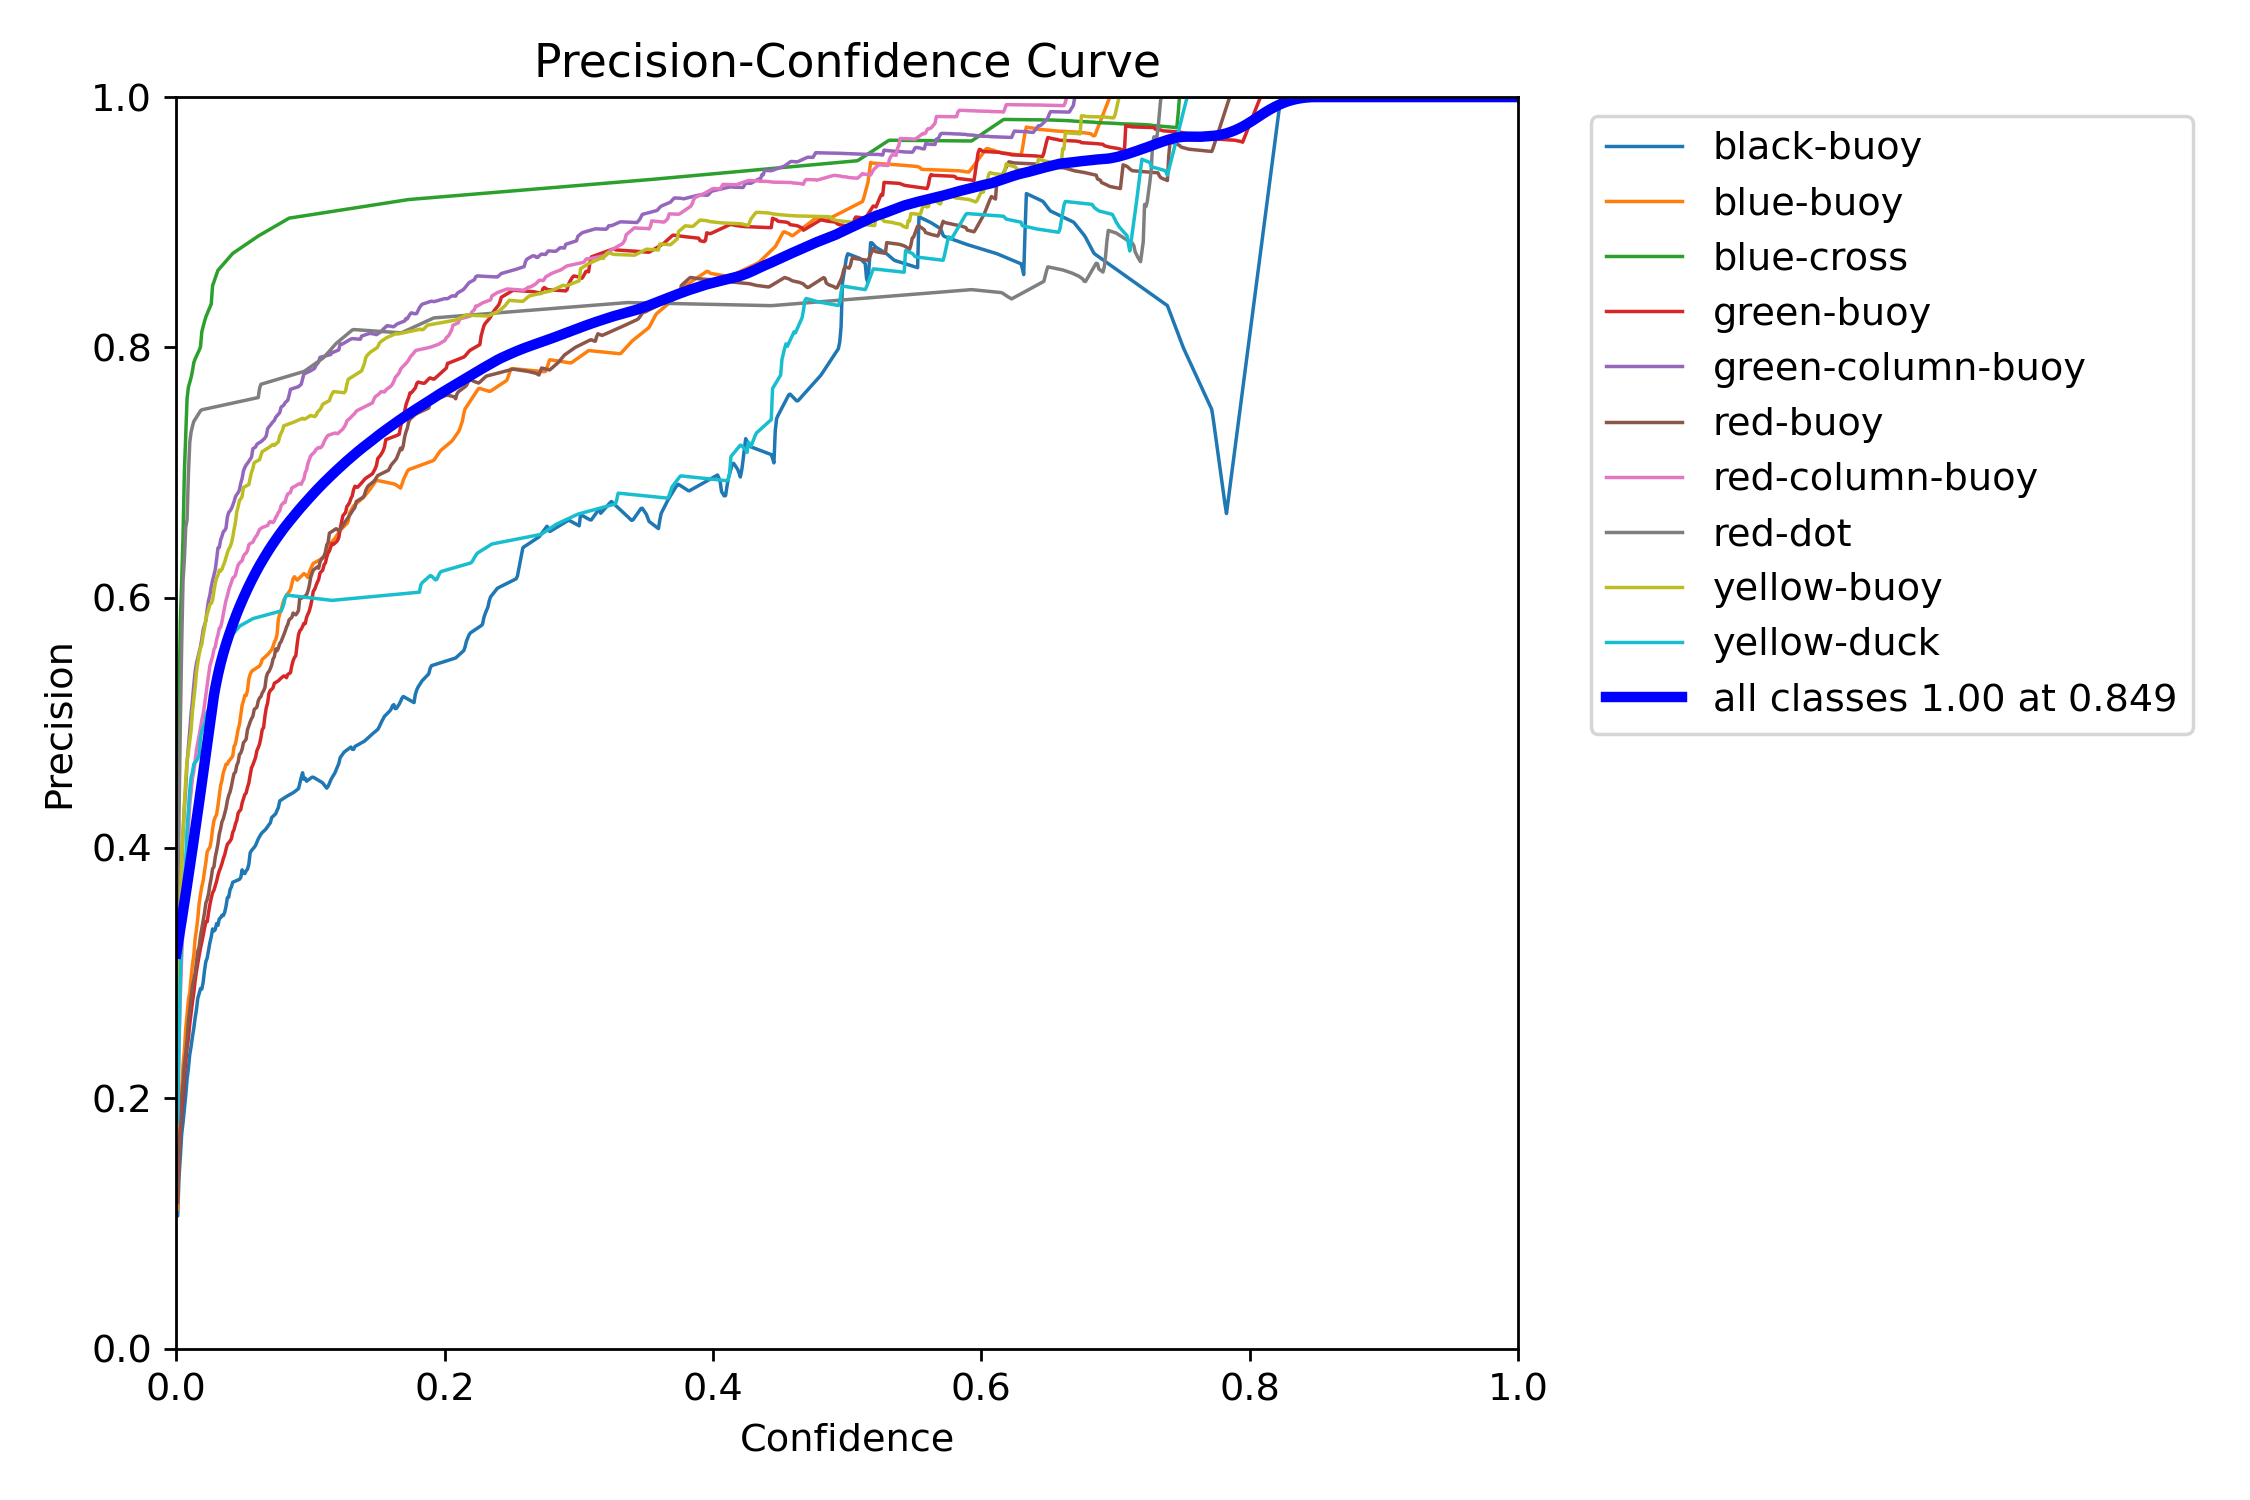 Precision-Confidence Curve
1.0
0.8
0.6
0.4
0.2
0.0
Precision
0.0 0.2 0.4 0.6 0.8 1.0
Confidence
black-buoy
blue-buoy
blue-cross
green-buoy
green-column-buoy
red-buoy
red-column-buoy
red-dot
yellow-buoy
yellow-duck
all classes 1.00 at 0.849